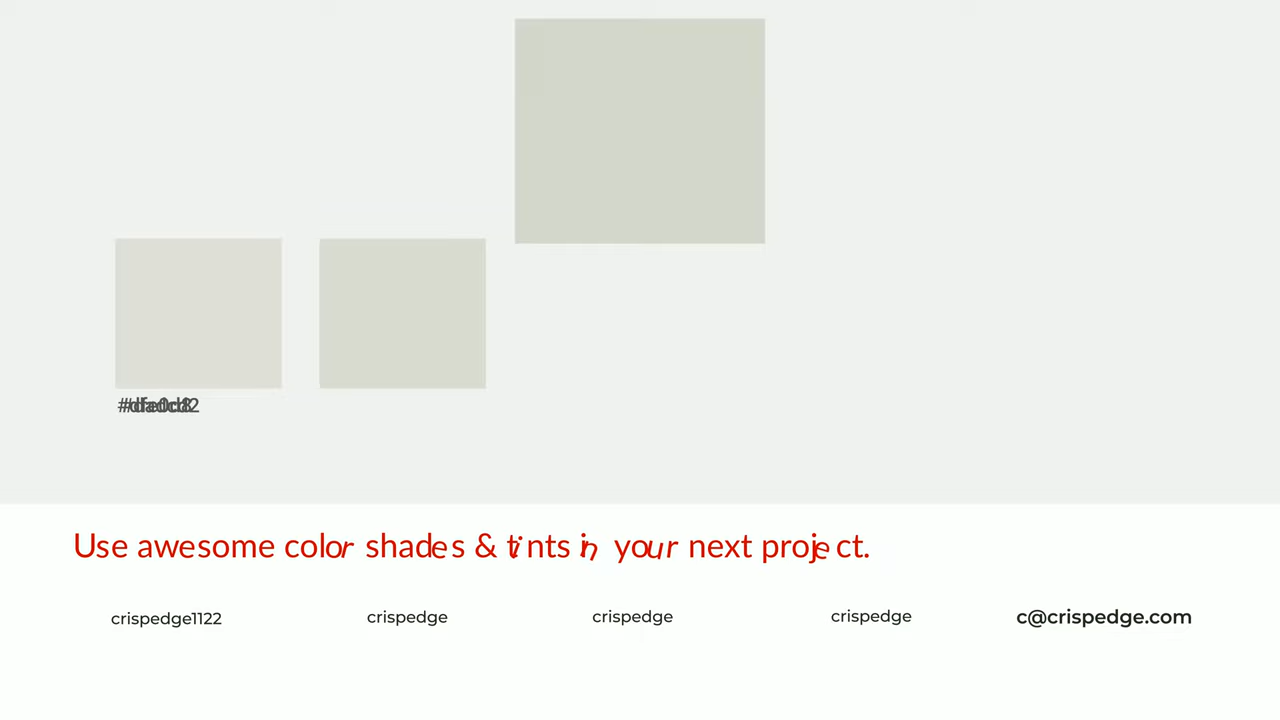 Use awesome color shades & tints in your next project.
crispedge1122 crispedge crispedge crispedge c@crispedge.com